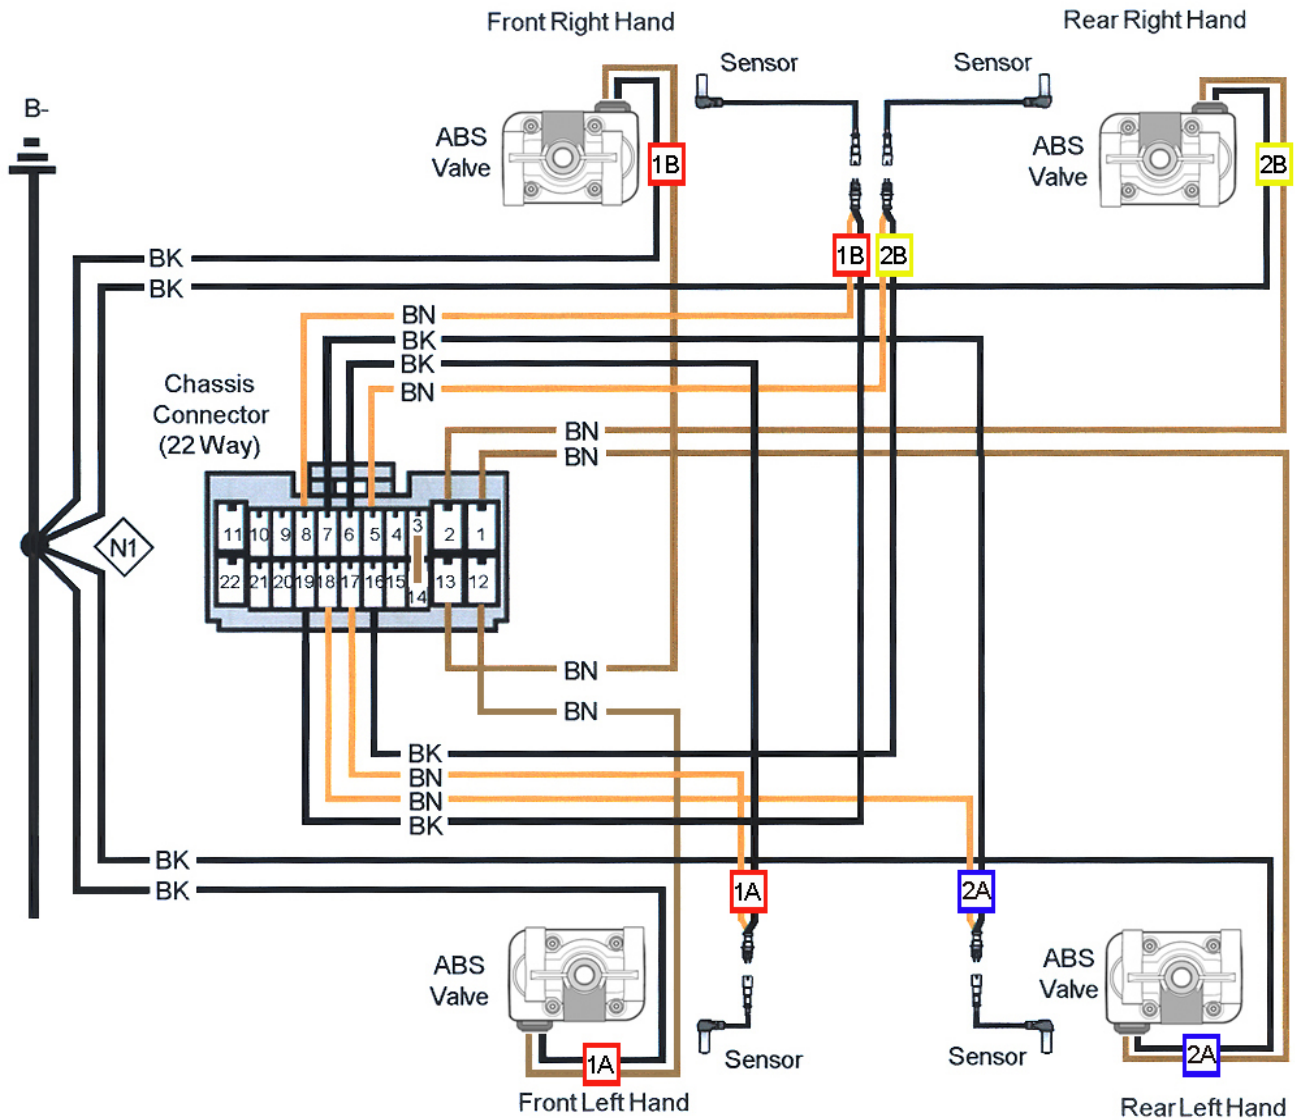 Front Right Hand
Rear Right Hand
Sensor
Sensor
B-
ABS
Valve
1B
ABS
Valve
2B
1B
2B
BK
BK
BN
BK
BK
BN
Chassis
Connector
(22 Way)
BN
BN
11 10 9 8 7 6 5 4 3 2 1
N1
22 21 20 19 18 17 16 15 14 13 12
BN
BN
BK
BN
BN
BK
BK
BK
1A
2A
ABS
Valve
ABS
Valve
Sensor
Sensor
1A
2A
Front Left Hand
Rear Left Hand